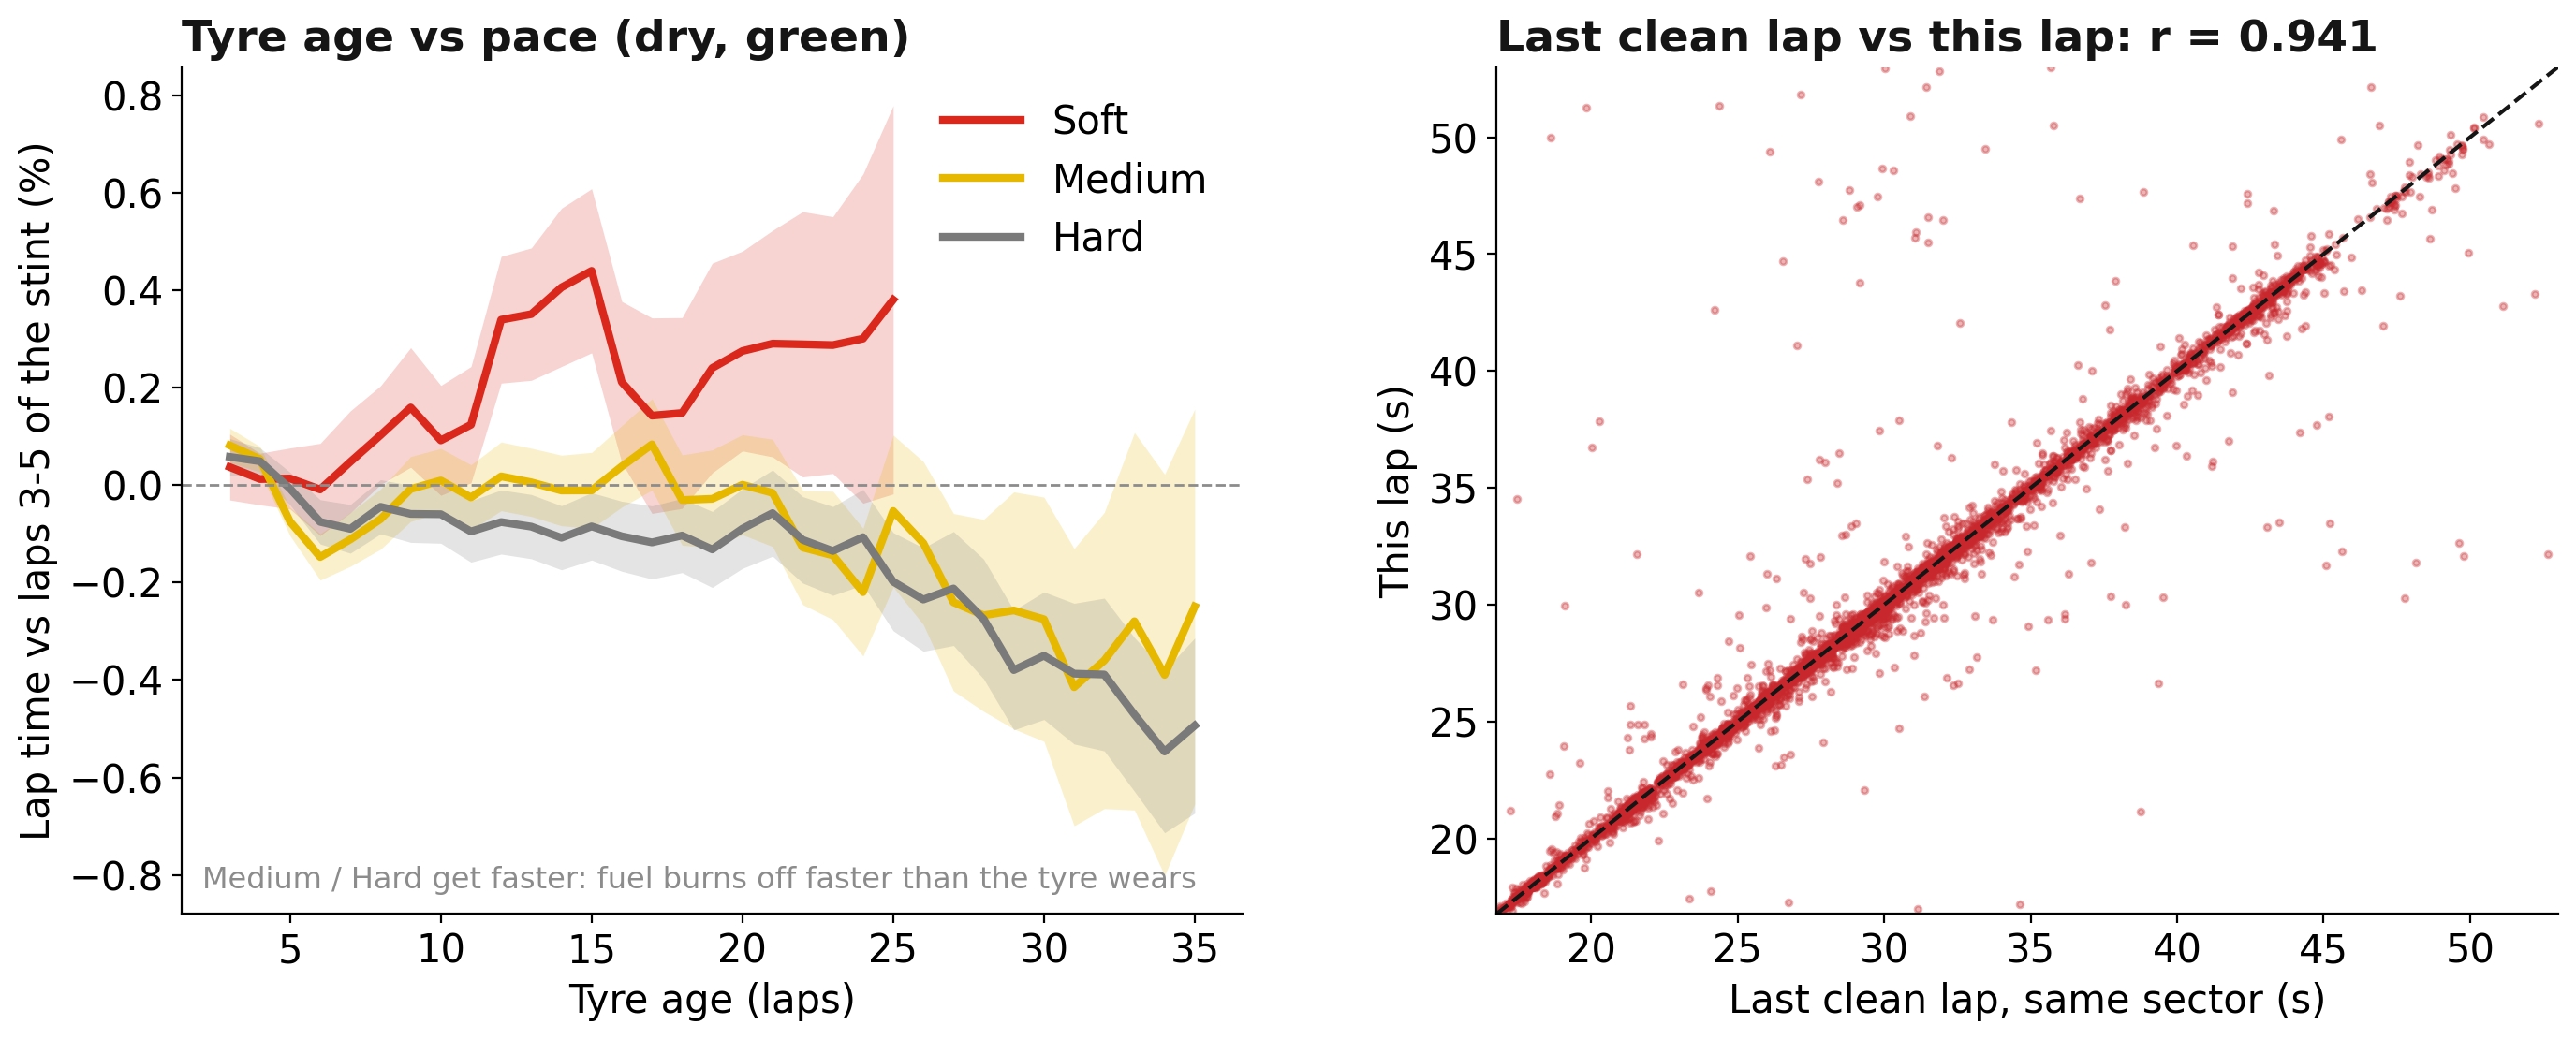 Tyre age vs pace (dry, green)
Lap time vs laps 3-5 of the stint (%)
0.8
0.6
0.4
0.2
0.0
−0.2
−0.4
−0.6
−0.8
Soft
Medium
Hard
Medium / Hard get faster: fuel burns off faster than the tyre wears
5 10 15 20 25 30 35
Tyre age (laps)
Last clean lap vs this lap: r = 0.941
This lap (s)
50
45
40
35
30
25
20
20 25 30 35 40 45 50
Last clean lap, same sector (s)